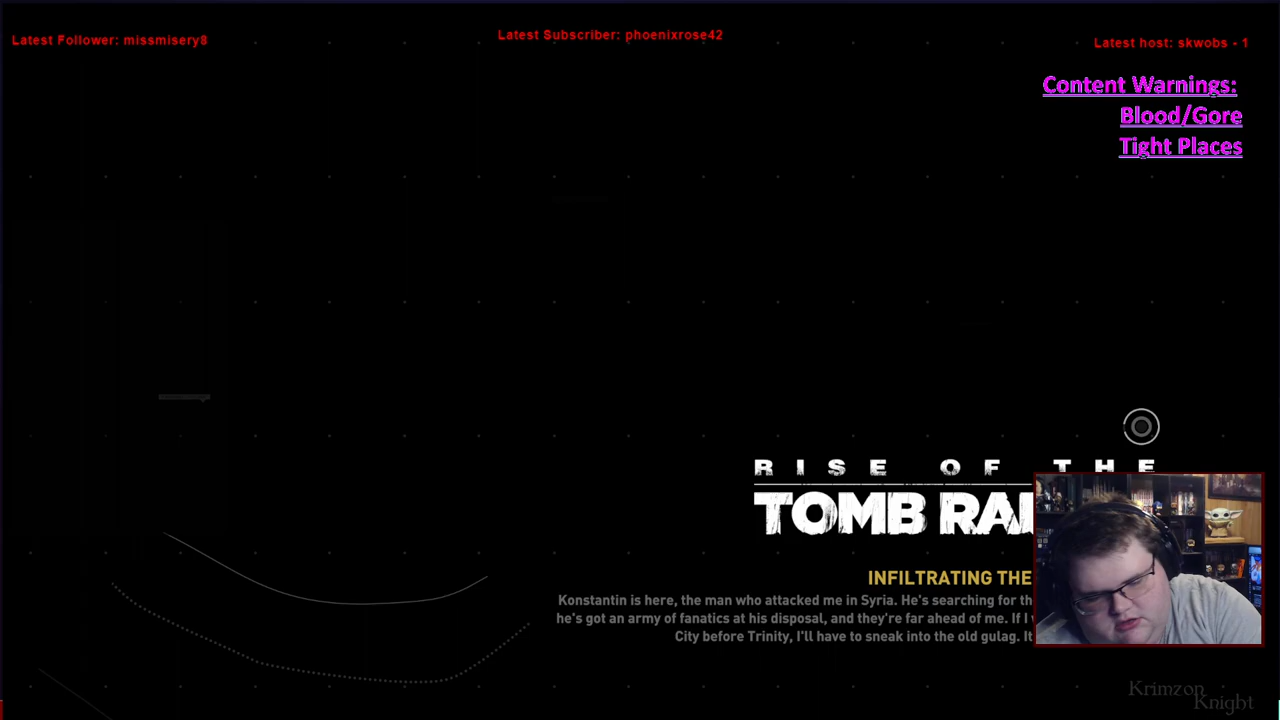 Latest Follower: missmisery8
Latest Subscriber: phoenixrose42
Latest host: skwobs - 1
Content Warnings:
Blood/Gore
Tight Places
RISE OF THE
TOMB RAI
INFILTRATING THE
Konstantin is here, the man who attacked me in Syria. He's searching for th
he's got an army of fanatics at his disposal, and they're far ahead of me. If I
City before Trinity, I'll have to sneak into the old gulag. It
Krimzon
Knight